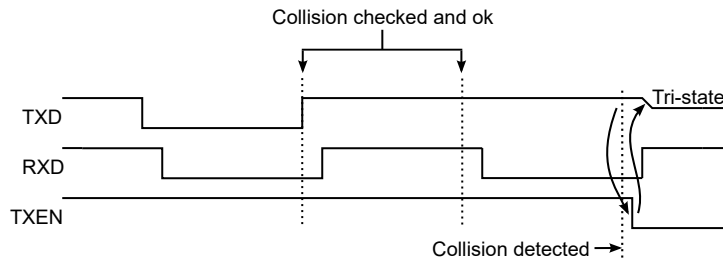 Collision checked and ok
Tri-state
TXD
RXD
TXEN
Collision detected